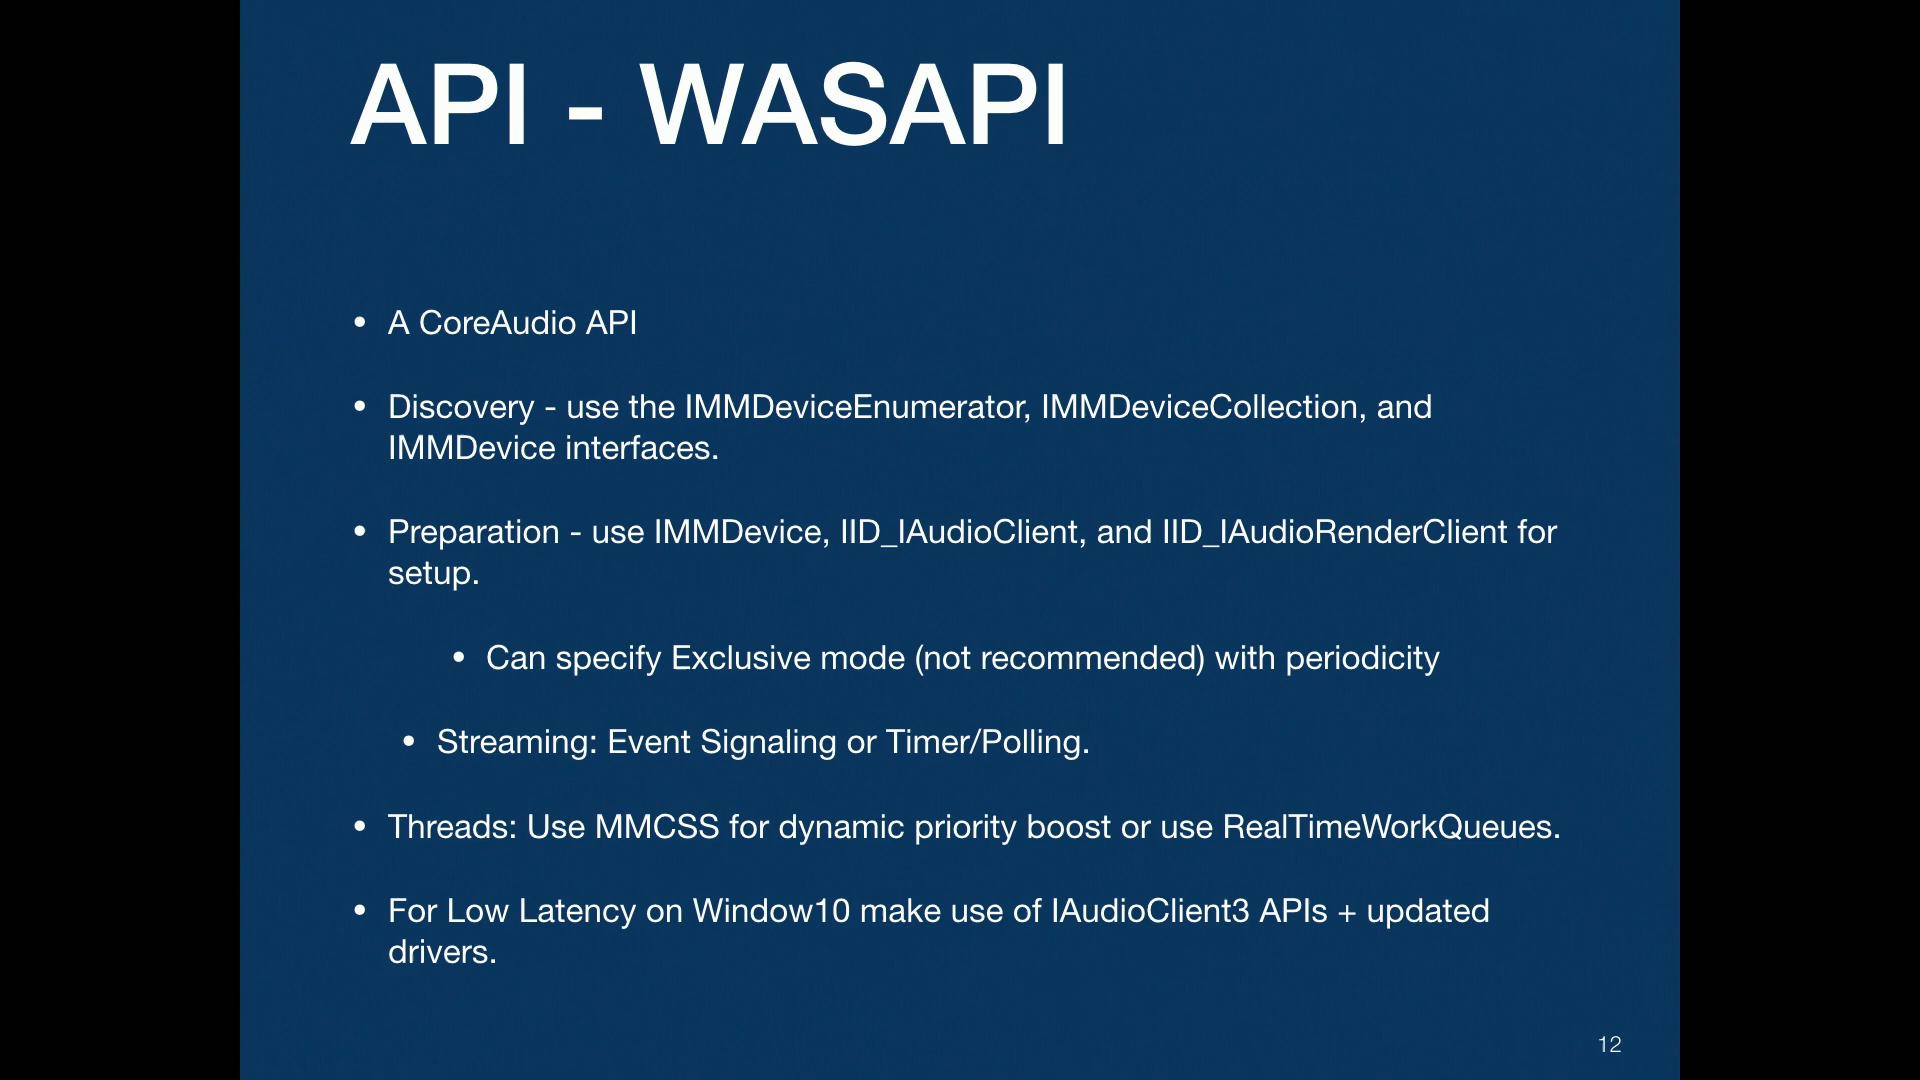 API - WASAPI
• A CoreAudio API
• Discovery - use the IMMDeviceEnumerator, IMMDeviceCollection, and
IMMDevice interfaces.
• Preparation - use IMMDevice, IID_IAudioClient, and IID_IAudioRenderClient for
setup.
• Can specify Exclusive mode (not recommended) with periodicity
• Streaming: Event Signaling or Timer/Polling.
• Threads: Use MMCSS for dynamic priority boost or use RealTimeWorkQueues.
• For Low Latency on Window10 make use of IAudioClient3 APIs + updated
drivers.
12